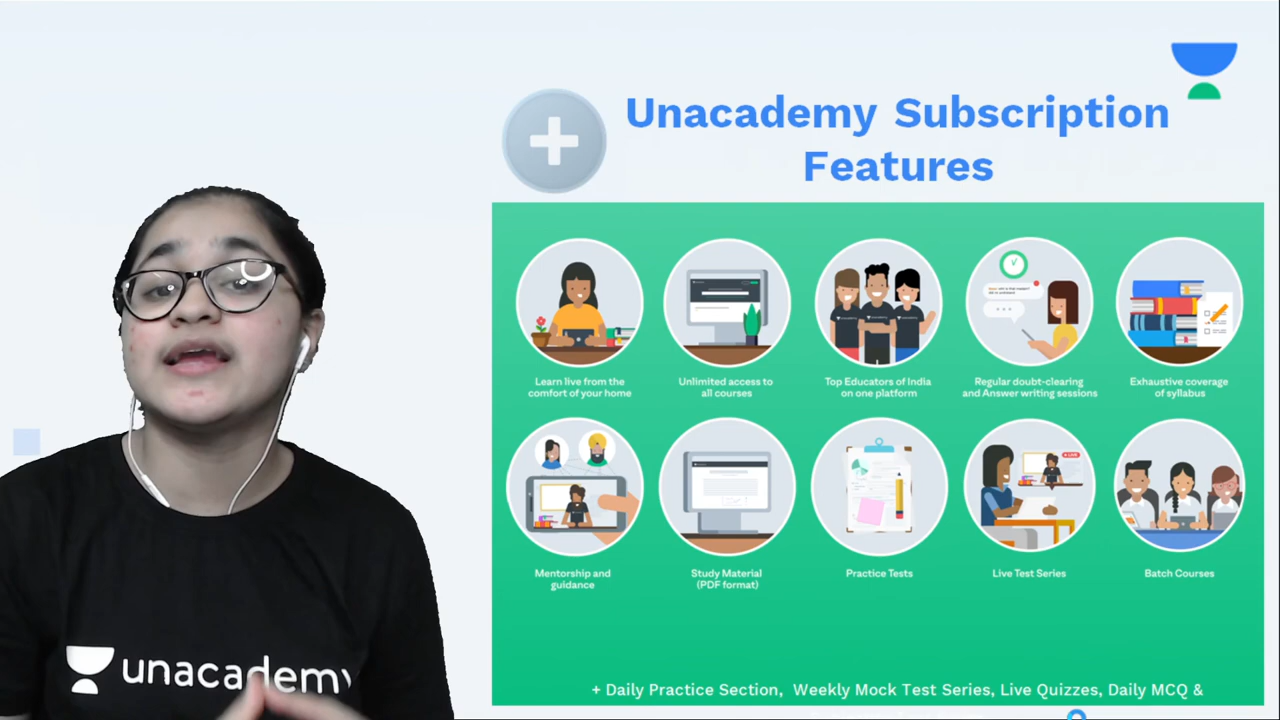 Unacademy Subscription
Features
Learn live from the
comfort of your home
Unlimited access to
all courses
Top Educators of India
on one platform
Regular doubt-clearing
and Answer writing sessions
Exhaustive coverage
of syllabus
Mentorship and
guidance
Study Material
(PDF format)
Practice Tests
LIVE
Live Test Series
Batch Courses
+ Daily Practice Section, Weekly Mock Test Series, Live Quizzes, Daily MCQ &
unacademy